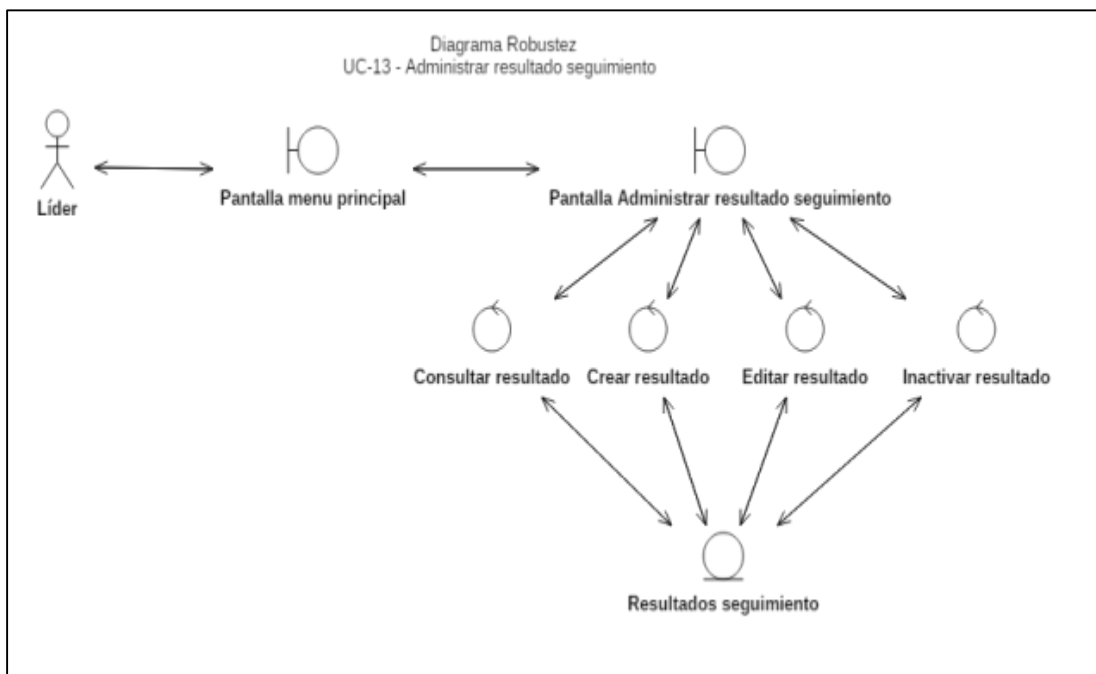 Diagrama Robustez
UC-13 - Administrar resultado seguimiento
Líder
Pantalla menu principal
Pantalla Administrar resultado seguimiento
Consultar resultado
Crear resultado
Editar resultado
Inactivar resultado
Resultados seguimiento